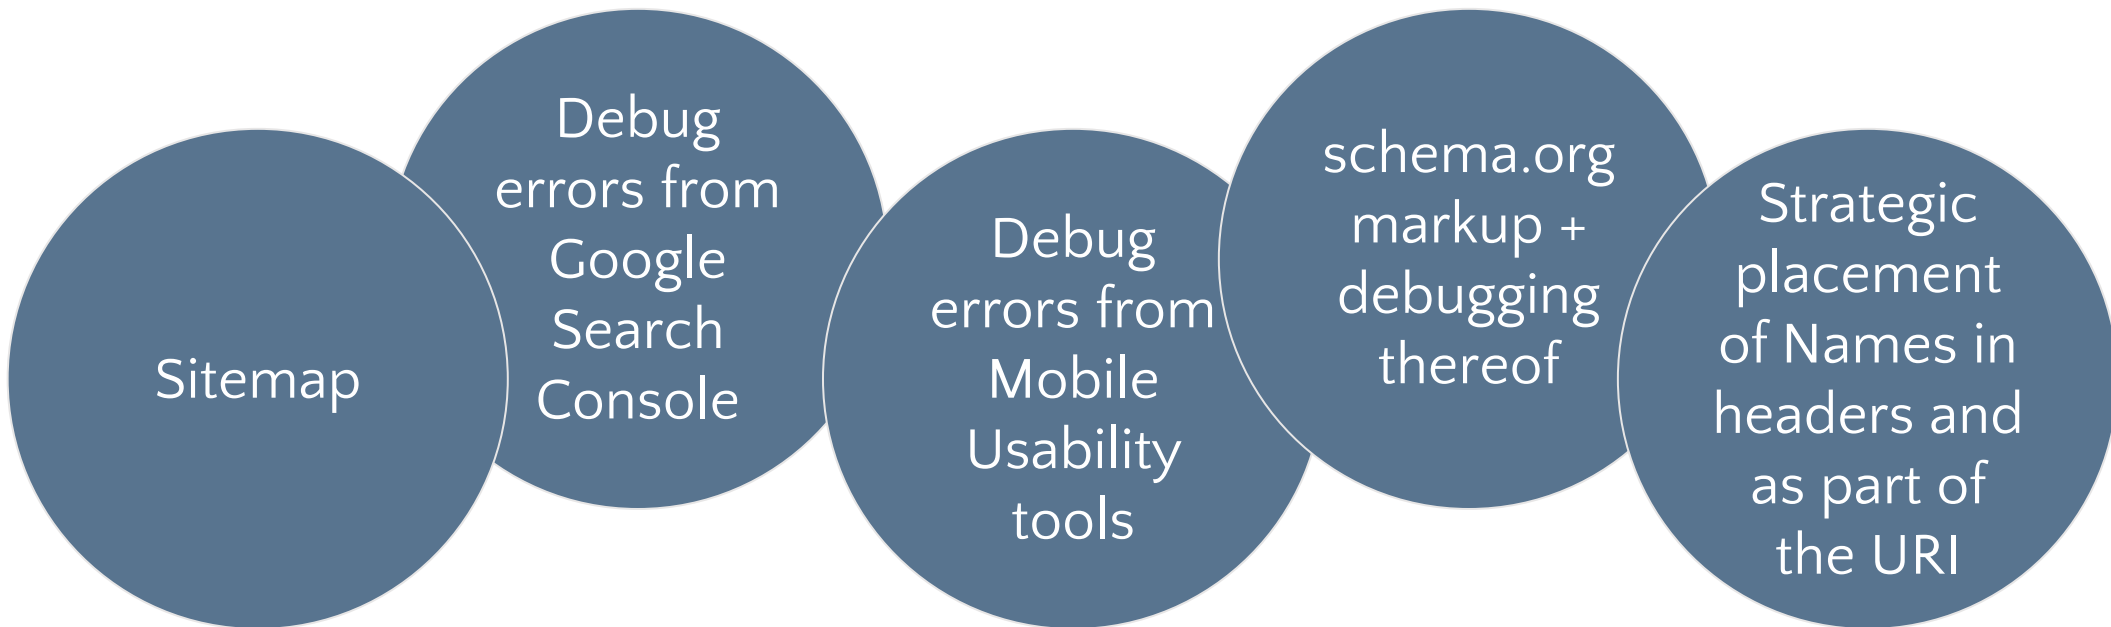 Sitemap
Debug
errors from
Google
Search
Console
Debug
errors from
Mobile
Usability
tools
schema.org
markup +
debugging
thereof
Strategic
placement
of Names in
headers and
as part of
the URI